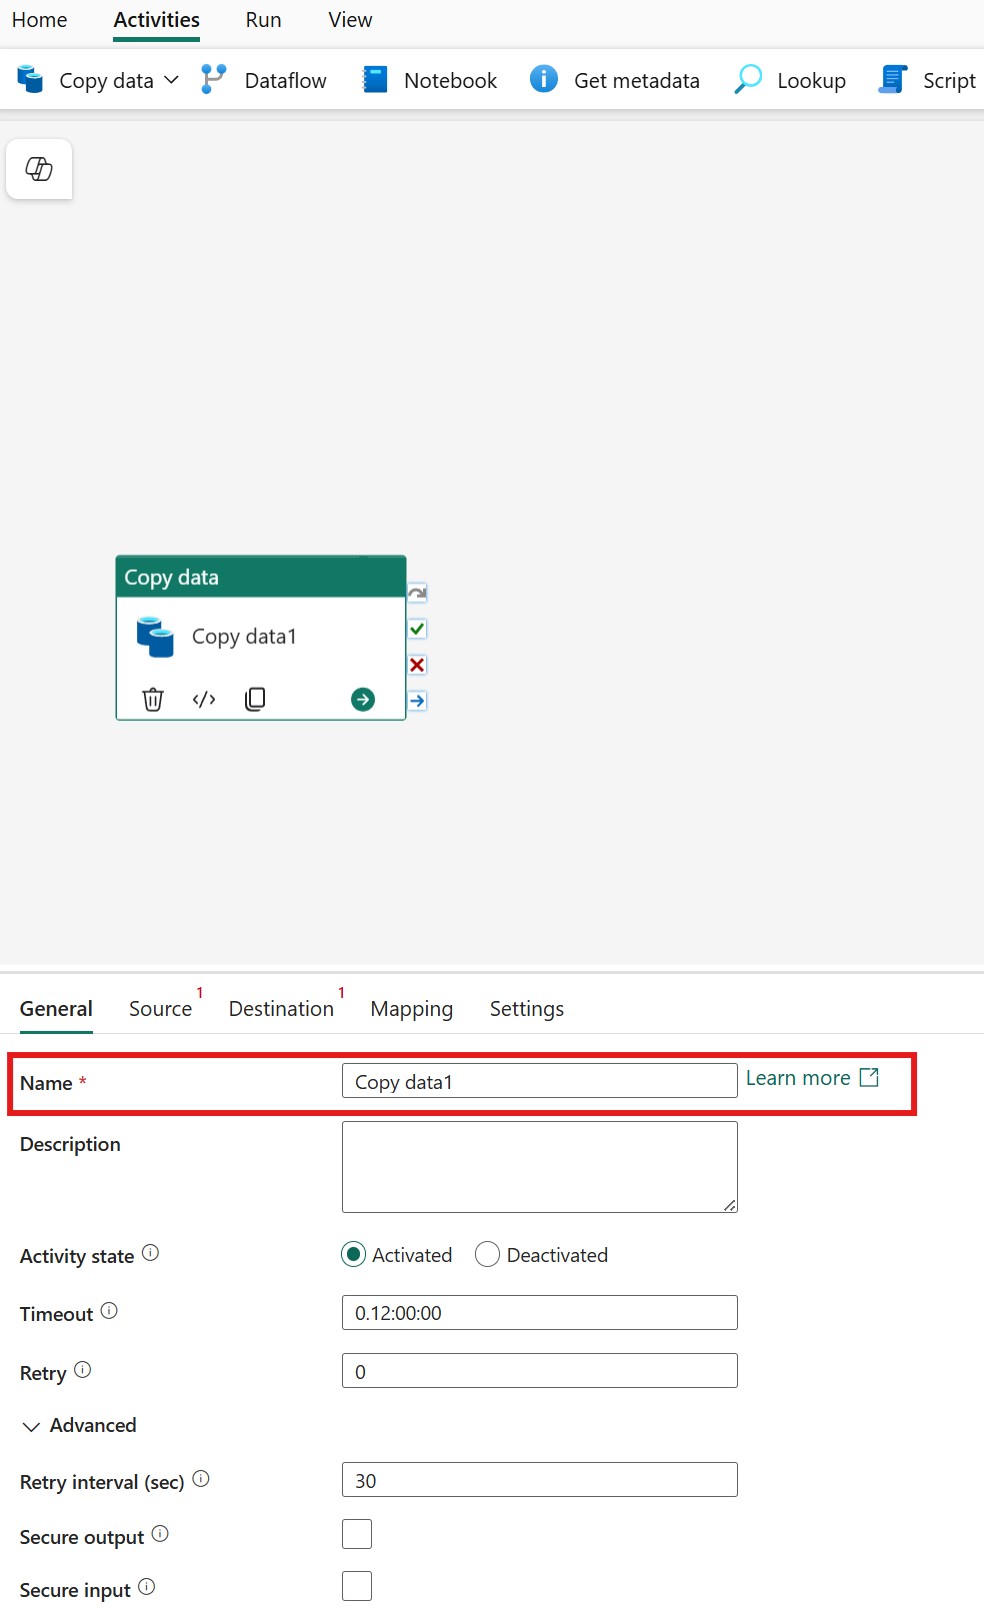 Home Activities Run View
Copy data Dataflow Notebook Get metadata Lookup Script
Copy data
Copy data1
General Source 1 Destination 1 Mapping Settings
Name * Copy data1 Learn more
Description
Activity state Activated Deactivated
Timeout 0.12:00:00
Retry 0
Advanced
Retry interval (sec) 30
Secure output
Secure input